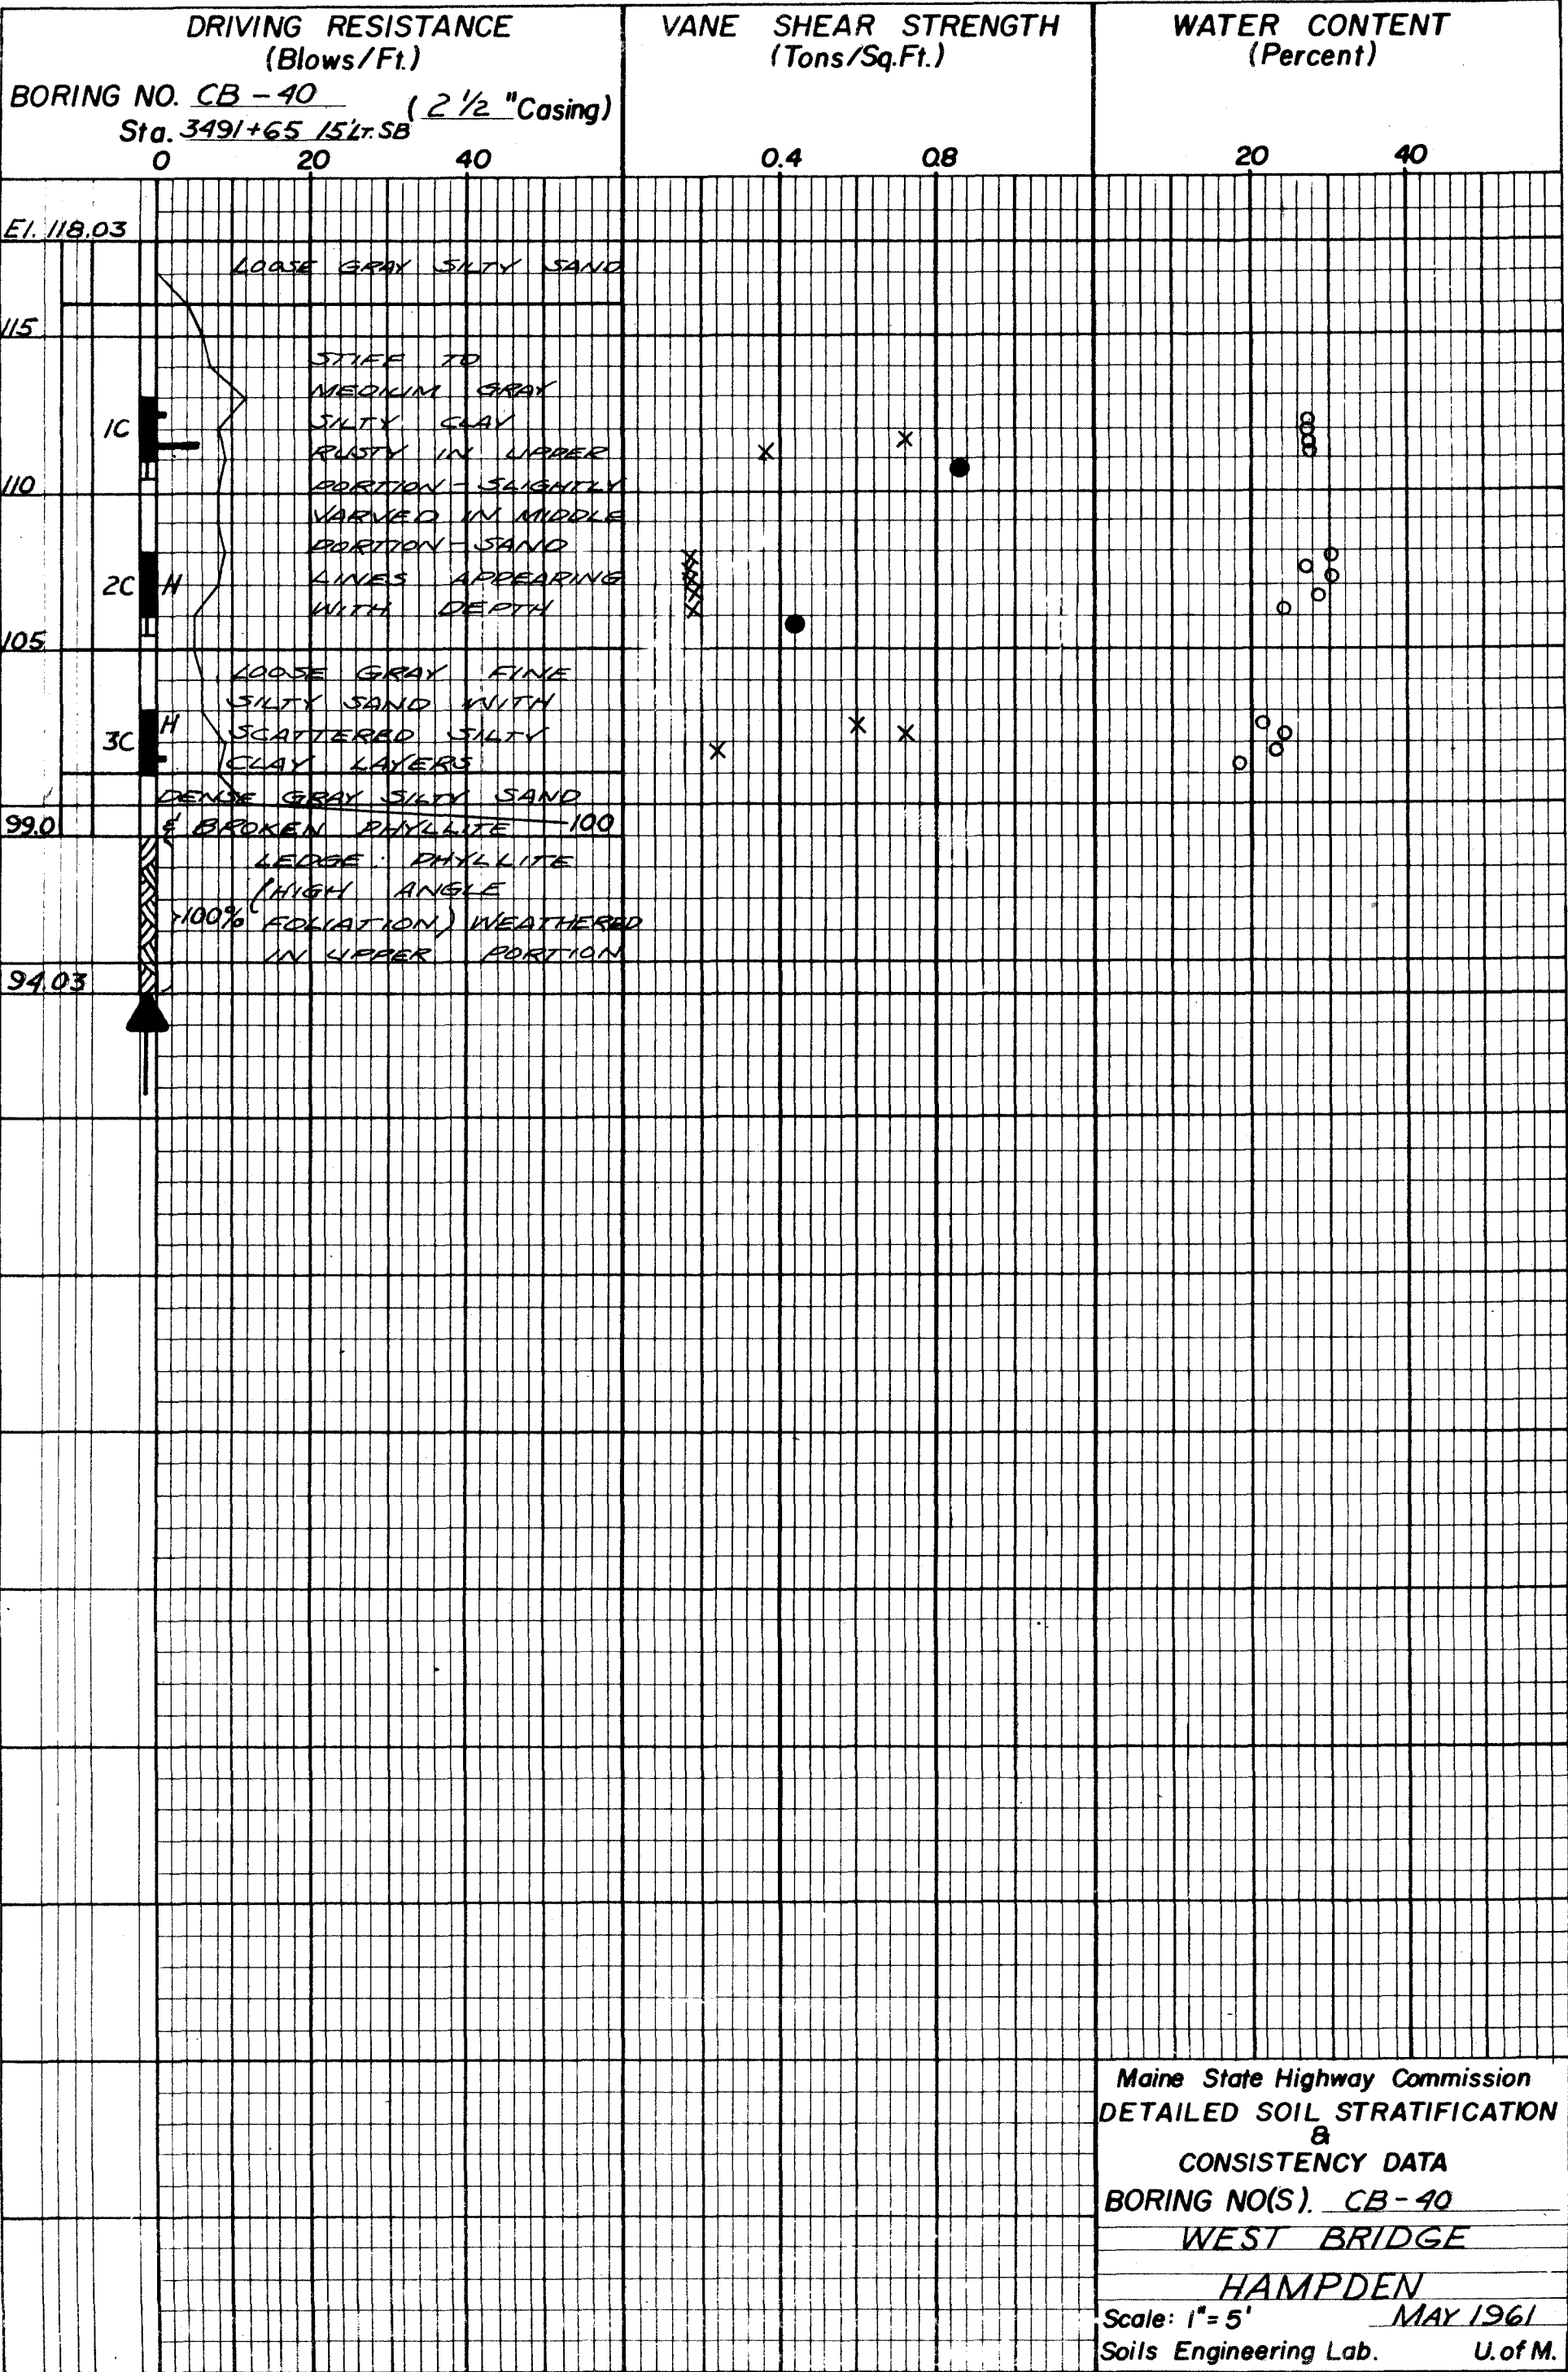 DRIVING RESISTANCE
(Blows/Ft.)
BORING NO. CB-40 (2 1/2 "Casing)
Sta. 3491+65 15' LT. SB
0 20 40
VANE SHEAR STRENGTH
(Tons/Sq.Ft.)
0.4 0.8
WATER CONTENT
(Percent)
20 40
El. 118.03
LOOSE GRAY SILTY SAND
115
STIFF TO
MEDIUM GRAY
1C SILTY CLAY
RUSTY IN UPPER
110 PORTION - SLIGHTLY
VARVED IN MIDDLE
PORTION - SAND
2C H LINES APPEARING
WITH DEPTH
105
LOOSE GRAY FINE
SILTY SAND WITH
3C H SCATTERED SILTY
CLAY LAYERS
DENSE GRAY SILTY SAND
99.0 & BROKEN PHYLLITE 100
LEDGE: PHYLLITE
(HIGH ANGLE
100% FOLIATION) WEATHERED
IN UPPER PORTION
94.03
Maine State Highway Commission
DETAILED SOIL STRATIFICATION
&
CONSISTENCY DATA
BORING NO(S). CB-40
WEST BRIDGE
HAMPDEN
Scale: 1"=5' MAY 1961
Soils Engineering Lab. U. of M.